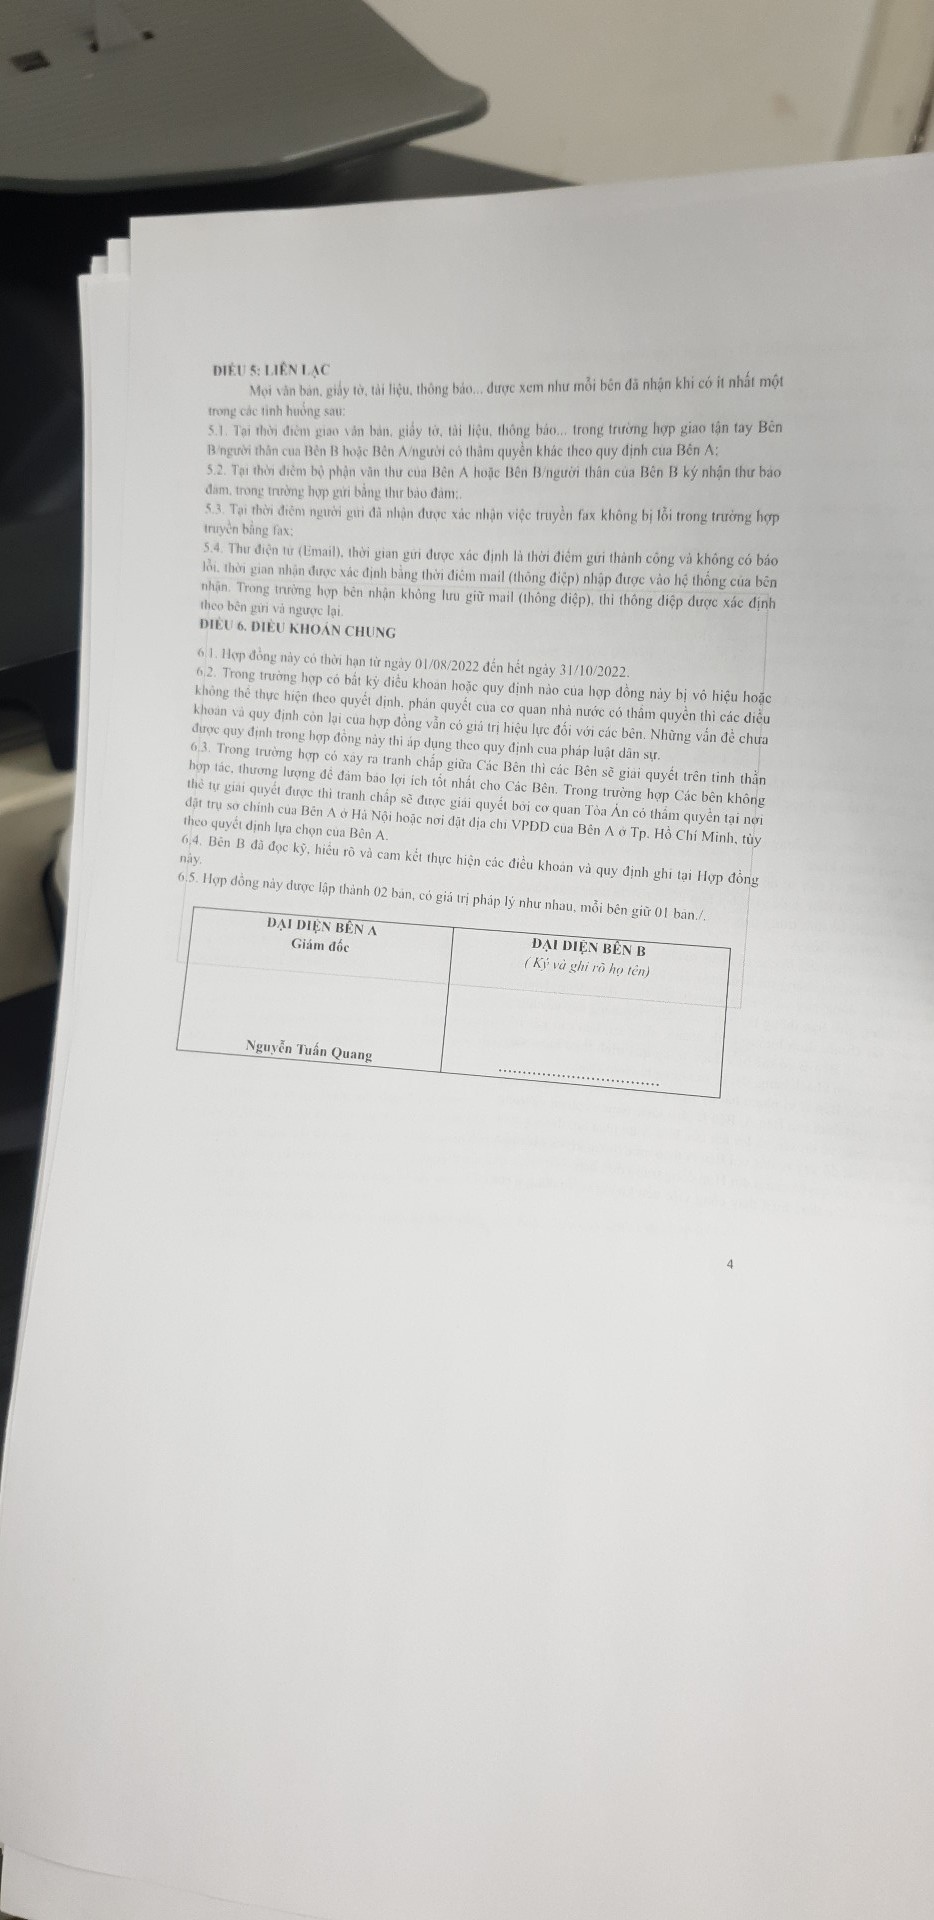 ĐIỀU 5: LIÊN LẠC
Mọi văn bản, giấy tờ, tài liệu, thông báo... được xem như mỗi bên đã nhận khi có ít nhất một
trong các tình huống sau:
5.1. Tại thời điểm giao văn bản, giấy tờ, tài liệu, thông báo... trong trường hợp giao tận tay Bên
B/người thân của Bên B hoặc Bên A/người có thẩm quyền khác theo quy định của Bên A;
5.2. Tại thời điểm bộ phận văn thư của Bên A hoặc Bên B/người thân của Bên B ký nhận thư bảo
đảm, trong trường hợp gửi bằng thư bảo đảm;.
5.3. Tại thời điểm người gửi đã nhận được xác nhận việc truyền fax không bị lỗi trong trường hợp
truyền bằng fax;
5.4. Thư điện tử (Email), thời gian gửi được xác định là thời điểm gửi thành công và không có báo
lỗi, thời gian nhận được xác định bằng thời điểm mail (thông điệp) nhập được vào hệ thống của bên
nhận. Trong trường hợp bên nhận không lưu giữ mail (thông điệp), thì thông điệp được xác định
theo bên gửi và ngược lại.
ĐIỀU 6. ĐIỀU KHOẢN CHUNG
6.1. Hợp đồng này có thời hạn từ ngày 01/08/2022 đến hết ngày 31/10/2022.
6.2. Trong trường hợp có bất kỳ điều khoản hoặc quy định nào của hợp đồng này bị vô hiệu hoặc
không thể thực hiện theo quyết định, phán quyết của cơ quan nhà nước có thẩm quyền thì các điều
khoản và quy định còn lại của hợp đồng vẫn có giá trị hiệu lực đối với các bên. Những vấn đề chưa
được quy định trong hợp đồng này thì áp dụng theo quy định của pháp luật dân sự.
6.3. Trong trường hợp có xảy ra tranh chấp giữa Các Bên thì các Bên sẽ giải quyết trên tinh thần
hợp tác, thương lượng để đảm bảo lợi ích tốt nhất cho Các Bên. Trong trường hợp Các bên không
thể tự giải quyết được thì tranh chấp sẽ được giải quyết bởi cơ quan Tòa Án có thẩm quyền tại nơi
đặt trụ sở chính của Bên A ở Hà Nội hoặc nơi đặt địa chỉ VPDD của Bên A ở Tp. Hồ Chí Minh, tùy
theo quyết định lựa chọn của Bên A.
6.4. Bên B đã đọc kỹ, hiểu rõ và cam kết thực hiện các điều khoản và quy định ghi tại Hợp đồng
này.
6.5. Hợp đồng này được lập thành 02 bản, có giá trị pháp lý như nhau, mỗi bên giữ 01 bản./.
ĐẠI DIỆN BÊN A
Giám đốc
Nguyễn Tuấn Quang
ĐẠI DIỆN BÊN B
( Ký và ghi rõ họ tên)
................................
4